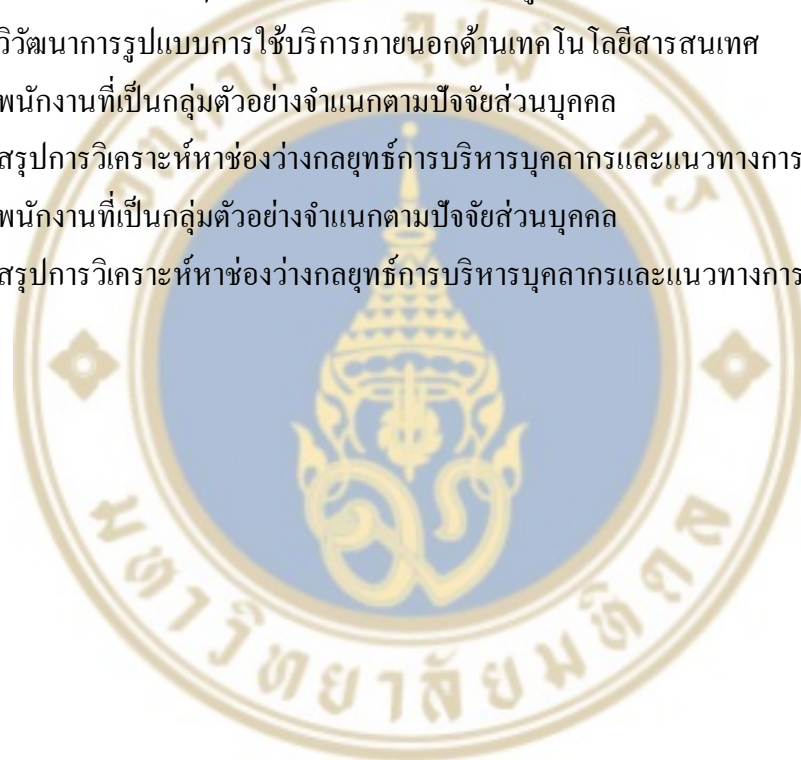 วิวัฒนาการรูปแบบการใช้บริการภายนอกด้านเทคโนโลยีสารสนเทศ
พนักงานที่เป็นกลุ่มตัวอย่างจำแนกตามปัจจัยส่วนบุคคล
สรุปการวิเคราะห์หาช่องว่างกลยุทธ์การบริหารบุคลากรและแนวทางการ
พนักงานที่เป็นกลุ่มตัวอย่างจำแนกตามปัจจัยส่วนบุคคล
สรุปการวิเคราะห์หาช่องว่างกลยุทธ์การบริหารบุคลากรและแนวทางการ
มหาวิทยาลัยมหิดล